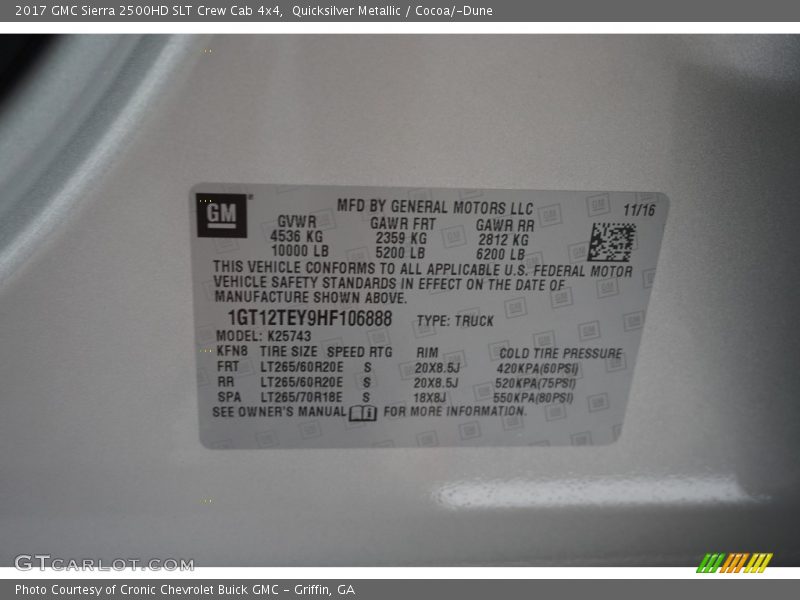 2017 GMC Sierra 2500HD SLT Crew Cab 4x4,  Quicksilver Metallic / Cocoa/-Dune
GM
MFD BY GENERAL MOTORS LLC 11/16
GVWR GAWR FRT GAWR RR
4536 KG 2359 KG 2812 KG
10000 LB 5200 LB 6200 LB
THIS VEHICLE CONFORMS TO ALL APPLICABLE U.S. FEDERAL MOTOR
VEHICLE SAFETY STANDARDS IN EFFECT ON THE DATE OF
MANUFACTURE SHOWN ABOVE.
1GT12TEY9HF106888 TYPE: TRUCK
MODEL: K25743
KFN8 TIRE SIZE SPEED RTG RIM COLD TIRE PRESSURE
FRT LT265/60R20E S 20X8.5J 420KPA(60PSI)
RR LT265/60R20E S 20X8.5J 520KPA(75PSI)
SPA LT265/70R18E S 18X8J 550KPA(80PSI)
SEE OWNER'S MANUAL FOR MORE INFORMATION.
GTCARLOT.COM
Photo Courtesy of Cronic Chevrolet Buick GMC - Griffin, GA